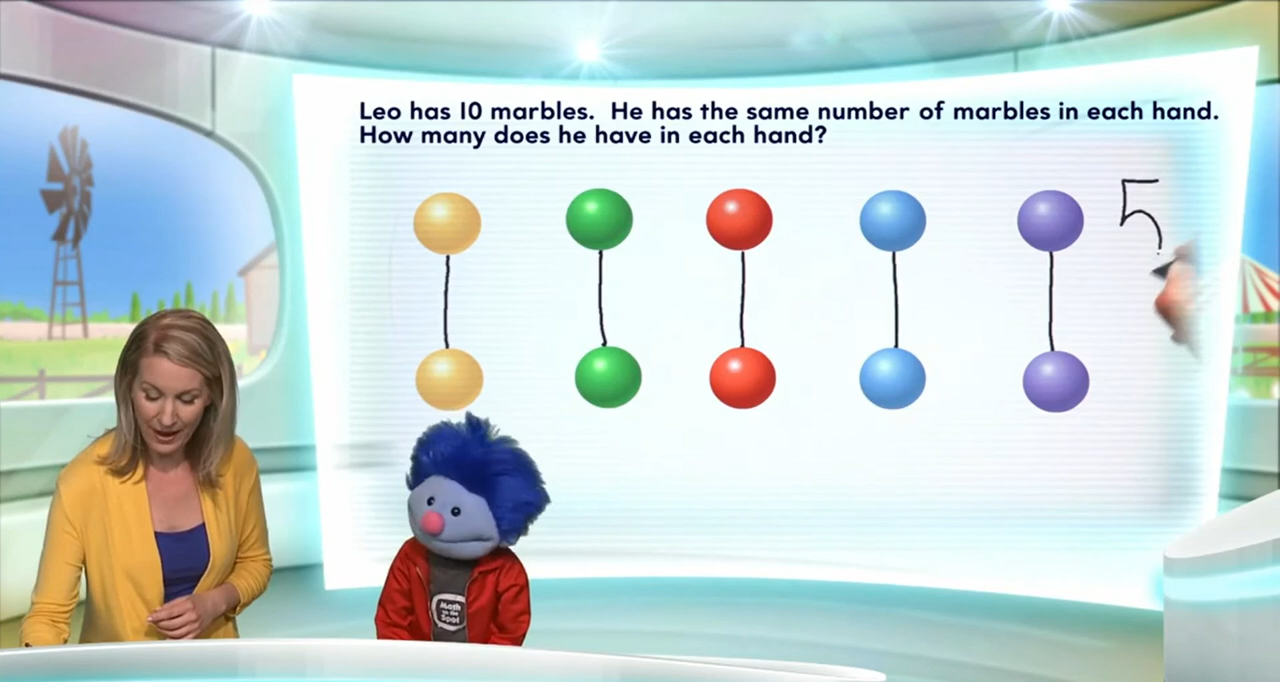 Leo has 10 marbles. He has the same number of marbles in each hand.
How many does he have in each hand?
5
Math
on the
Spot